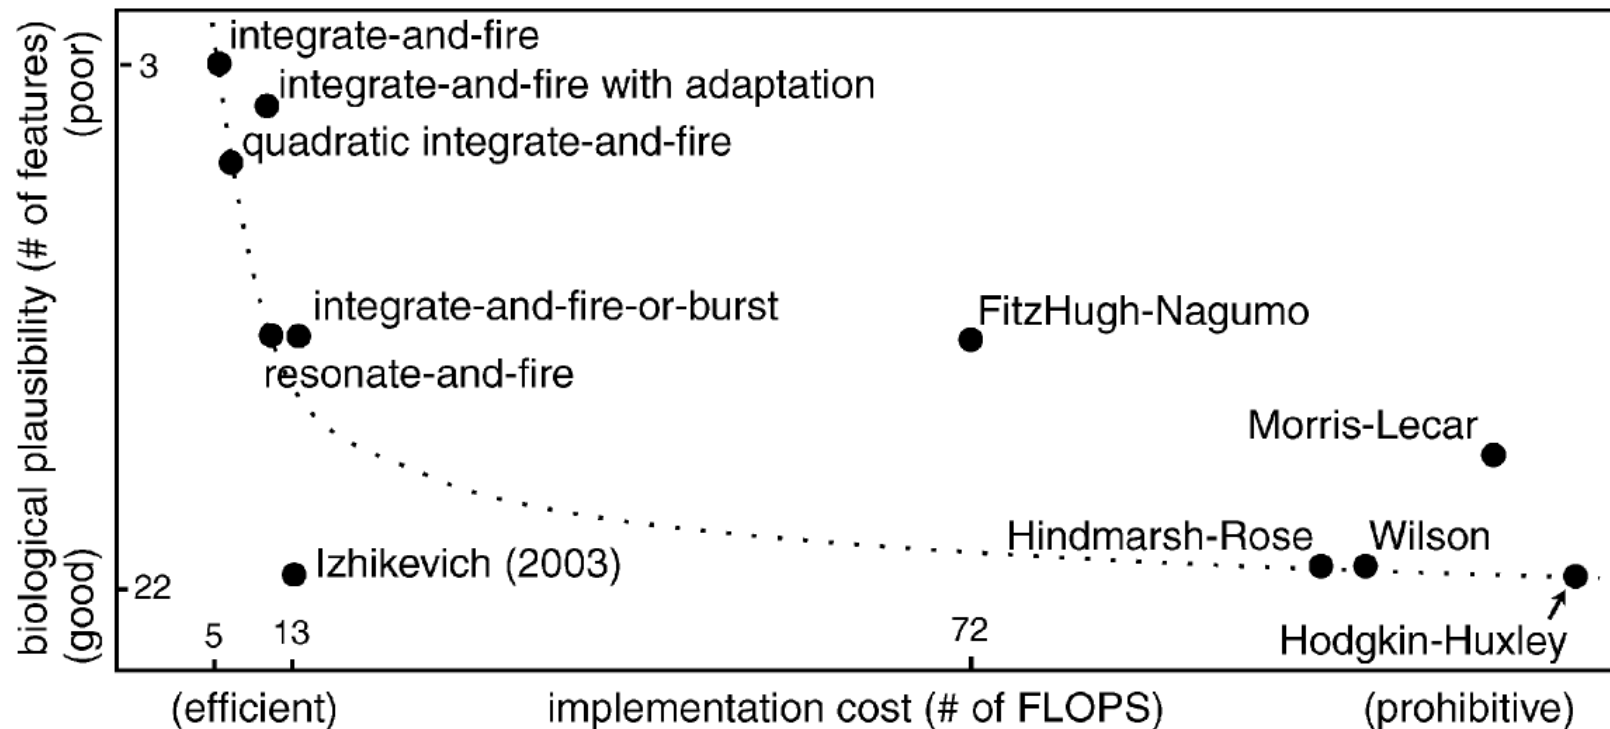 biological plausibility (# of features)
(poor)
(good)
3
22
integrate-and-fire
integrate-and-fire with adaptation
quadratic integrate-and-fire
integrate-and-fire-or-burst
resonate-and-fire
FitzHugh-Nagumo
Morris-Lecar
Hindmarsh-Rose
Wilson
Izhikevich (2003)
Hodgkin-Huxley
5
13
72
(efficient)
implementation cost (# of FLOPS)
(prohibitive)